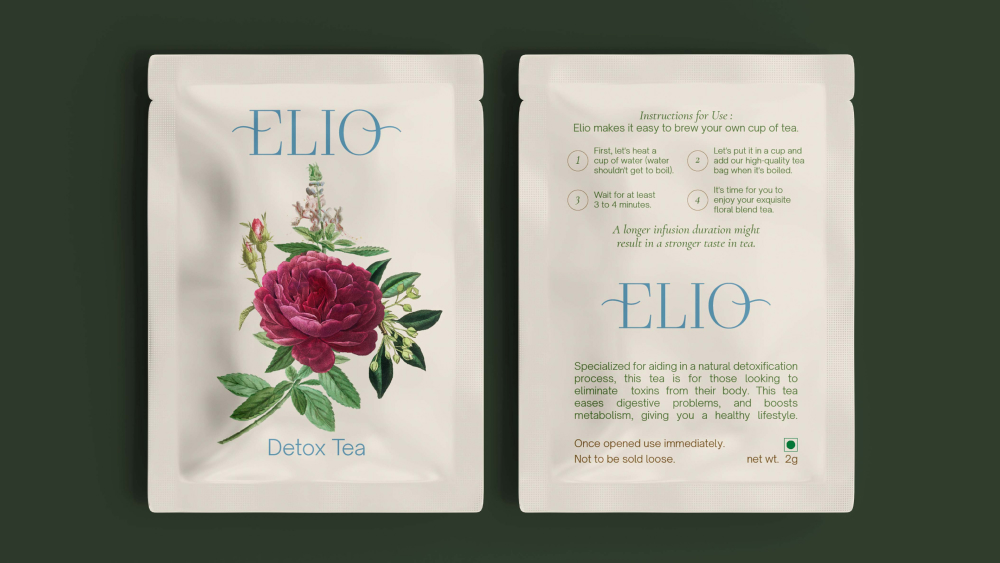 ELIO
Detox Tea
Instructions for Use :
Elio makes it easy to brew your own cup of tea.
1
First, let's heat a
cup of water (water
shouldn't get to boil).
2
Let's put it in a cup and
add our high-quality tea
bag when it's boiled.
3
Wait for at least
3 to 4 minutes.
4
It's time for you to
enjoy your exquisite
floral blend tea.
A longer infusion duration might
result in a stronger taste in tea.
ELIO
Specialized for aiding in a natural detoxification
process, this tea is for those looking to
eliminate toxins from their body. This tea
eases digestive problems, and boosts
metabolism, giving you a healthy lifestyle.
Once opened use immediately.
Not to be sold loose.
net wt. 2g